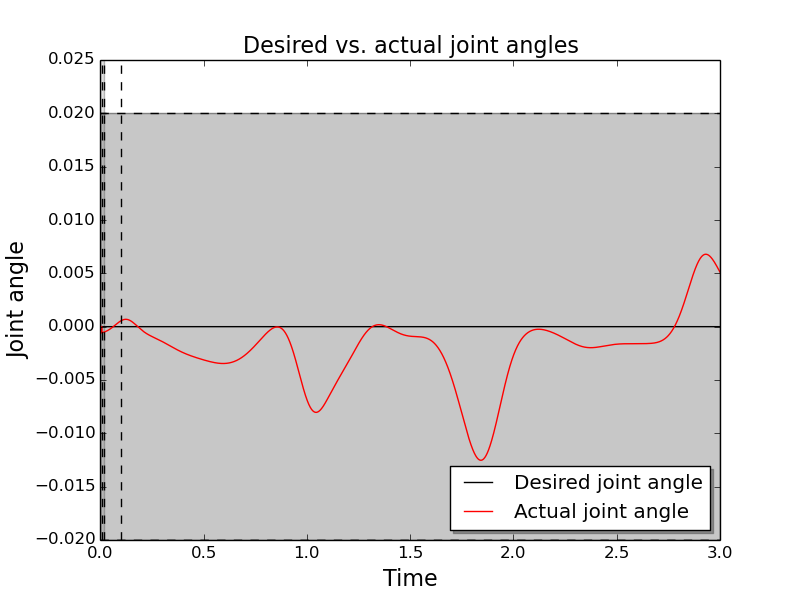 Desired vs. actual joint angles
0.025
0.020
0.015
0.010
0.005
0.000
−0.005
−0.010
−0.015
−0.020
Joint angle
0.0 0.5 1.0 1.5 2.0 2.5 3.0
Time
Desired joint angle
Actual joint angle